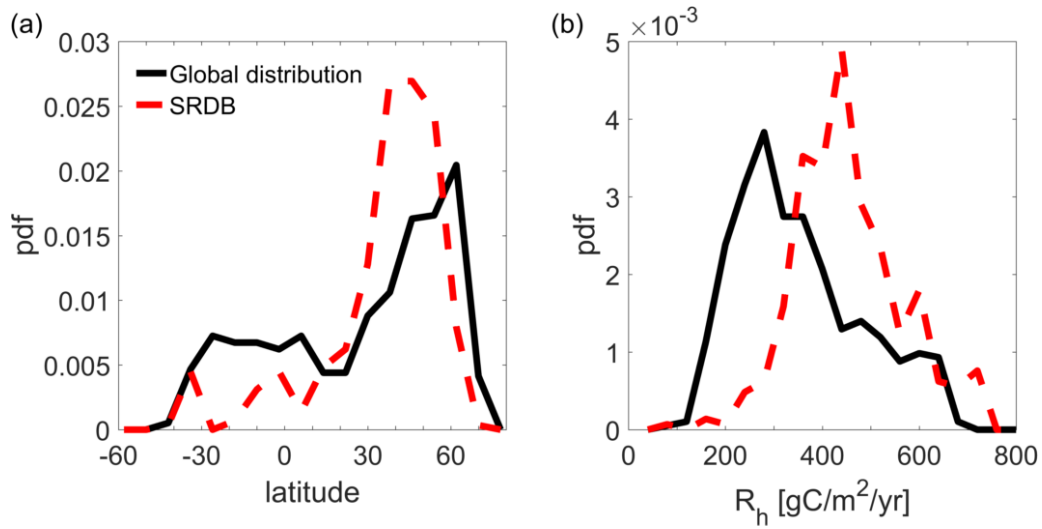 (a)
0.03
0.025
0.02
0.015
0.01
0.005
0
pdf
Global distribution
SRDB
-60 -30 0 30 60
latitude
(b)
×10⁻³
5
4
3
2
1
0
pdf
0 200 400 600 800
R_h [gC/m²/yr]